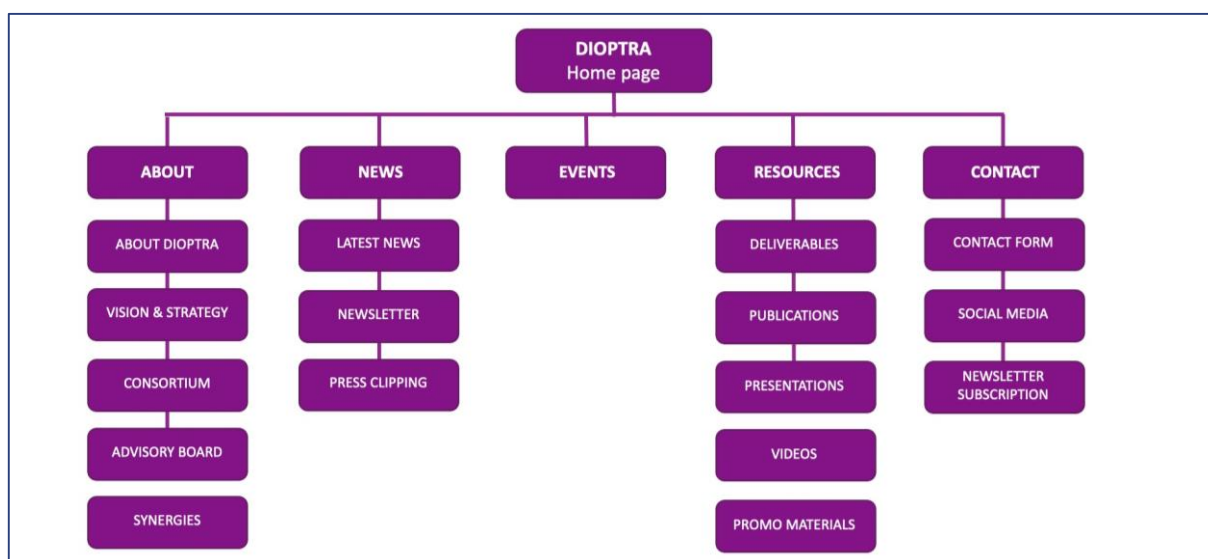 DIOPTRA
Home page
ABOUT
NEWS
EVENTS
RESOURCES
CONTACT
ABOUT DIOPTRA
LATEST NEWS
DELIVERABLES
CONTACT FORM
VISION & STRATEGY
NEWSLETTER
PUBLICATIONS
SOCIAL MEDIA
CONSORTIUM
PRESS CLIPPING
PRESENTATIONS
NEWSLETTER
SUBSCRIPTION
ADVISORY BOARD
VIDEOS
SYNERGIES
PROMO MATERIALS